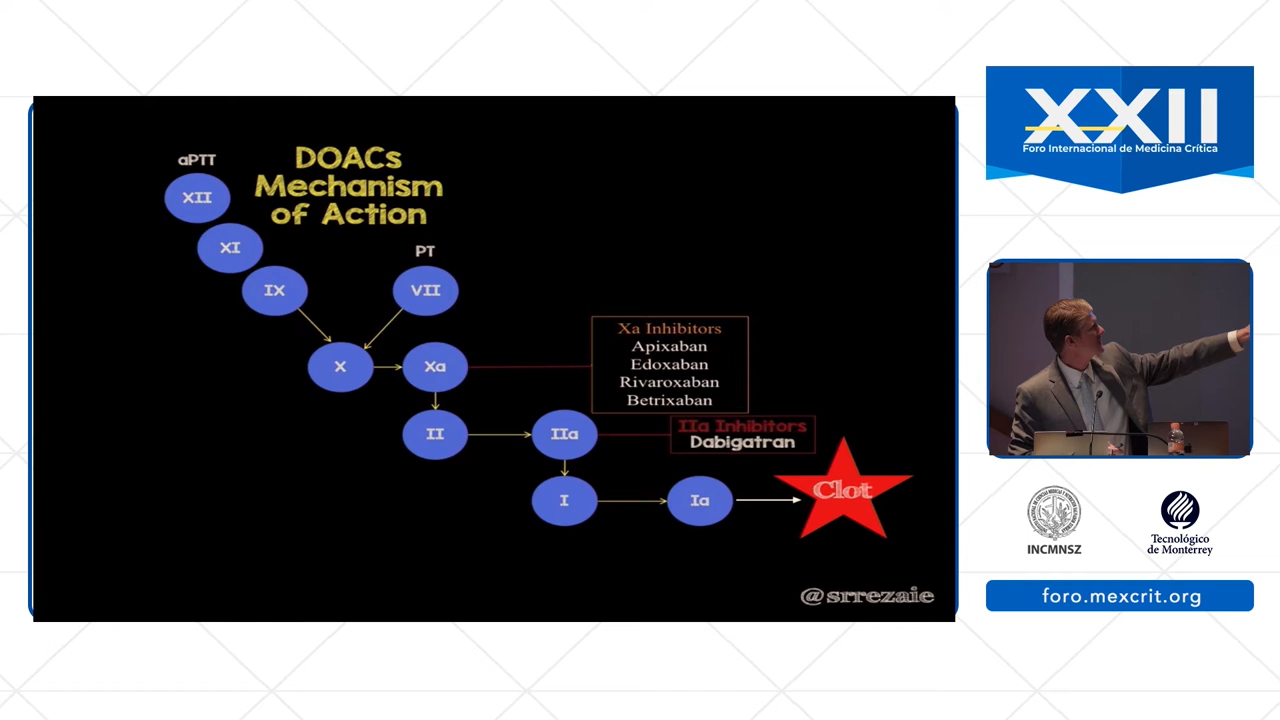 aPTT
DOACs
Mechanism
of Action
XII
XI
PT
IX
VII
X
Xa
Xa Inhibitors
Apixaban
Edoxaban
Rivaroxaban
Betrixaban
II
IIa
IIa Inhibitors
Dabigatran
I
Ia
Clot
@srrezaie
XXII
Foro Internacional de Medicina Crítica
INCMNSZ
Tecnológico
de Monterrey
foro.mexcrit.org